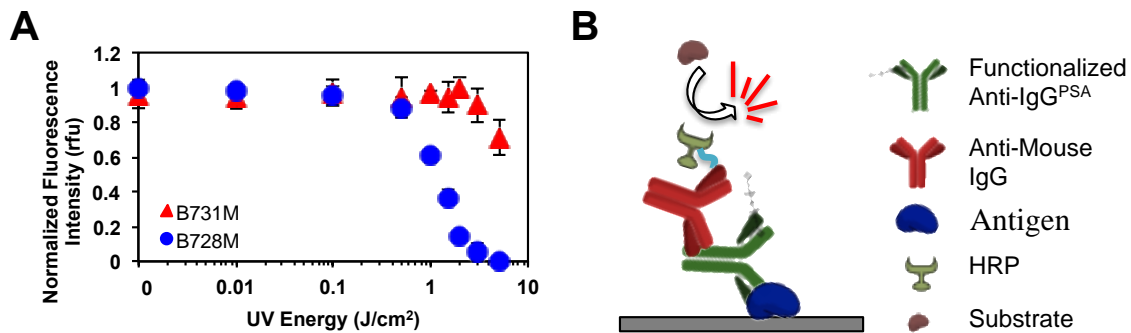 A
Normalized Fluorescence
Intensity (rfu)
1.2
1
0.8
0.6
0.4
0.2
0
B731M
B728M
0
0.01
0.1
1
10
UV Energy (J/cm²)
B
Functionalized
Anti-IgGᴾˢᴬ
Anti-Mouse
IgG
Antigen
HRP
Substrate